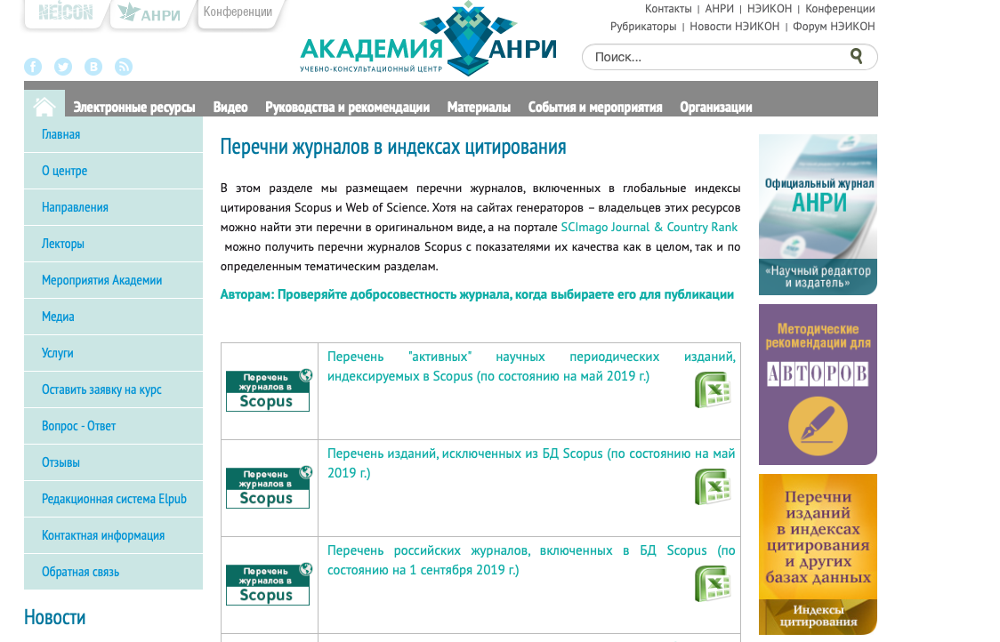 NEICON
АНРИ
Конференции
АКАДЕМИЯ АНРИ
УЧЕБНО-КОНСУЛЬТАЦИОННЫЙ ЦЕНТР
Контакты | АНРИ | НЭИКОН | Конференции
Рубрикаторы | Новости НЭИКОН | Форум НЭИКОН
Поиск...
Электронные ресурсы Видео Руководства и рекомендации Материалы События и мероприятия Организации
Главная
О центре
Направления
Лекторы
Мероприятия Академии
Медиа
Услуги
Оставить заявку на курс
Вопрос - Ответ
Отзывы
Редакционная система Elpub
Контактная информация
Обратная связь
Новости
Перечни журналов в индексах цитирования
В этом разделе мы размещаем перечни журналов, включенных в глобальные индексы
цитирования Scopus и Web of Science. Хотя на сайтах генераторов – владельцев этих ресурсов
можно найти эти перечни в оригинальном виде, а на портале SCImago Journal & Country Rank
можно получить перечни журналов Scopus с показателями их качества как в целом, так и по
определенным тематическим разделам.
Авторам: Проверяйте добросовестность журнала, когда выбираете его для публикации
Перечень
журналов в
Scopus
Перечень "активных" научных периодических изданий,
индексируемых в Scopus (по состоянию на май 2019 г.)
Перечень
журналов в
Scopus
Перечень изданий, исключенных из БД Scopus (по состоянию на май
2019 г.)
Перечень
журналов в
Scopus
Перечень российских журналов, включенных в БД Scopus (по
состоянию на 1 сентября 2019 г.)
Официальный журнал
АНРИ
«Научный редактор
и издатель»
Методические
рекомендации для
АВТОРОВ
Перечни
изданий
в индексах
цитирования
и других
базах данных
Индексы
цитирования